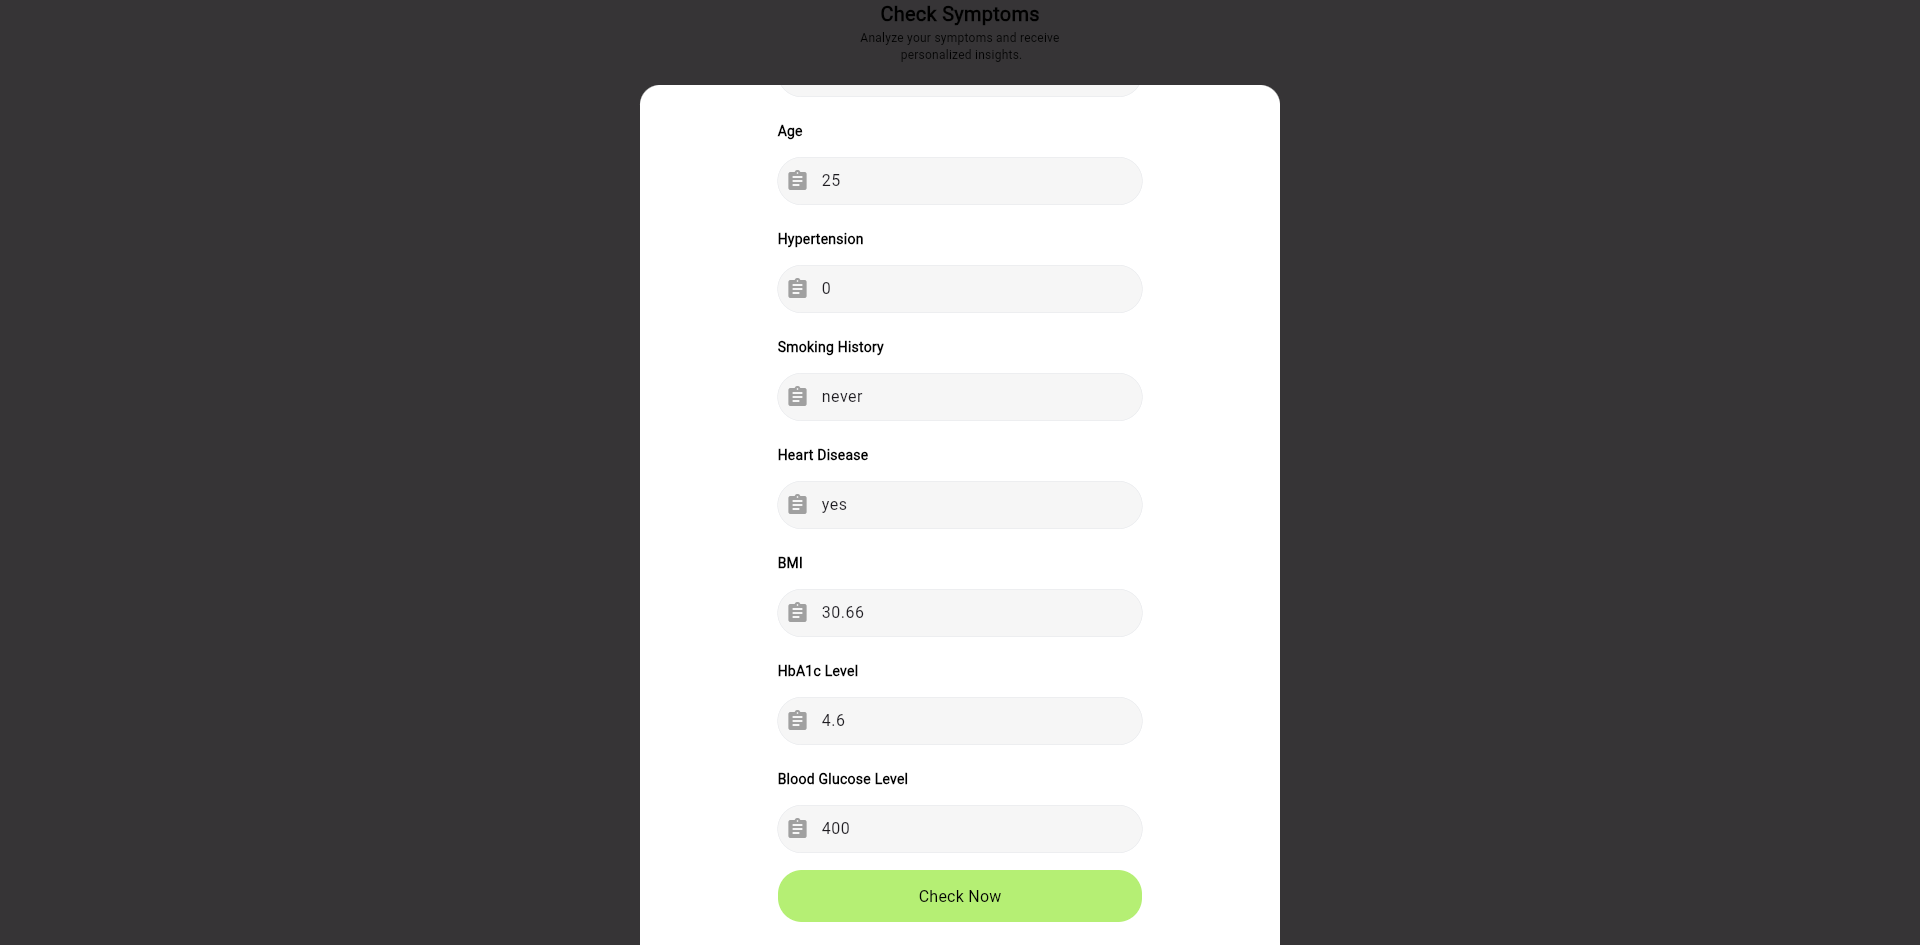 Check Symptoms
Analyze your symptoms and receive
personalized insights.
Age
25
Hypertension
0
Smoking History
never
Heart Disease
yes
BMI
30.66
HbA1c Level
4.6
Blood Glucose Level
400
Check Now